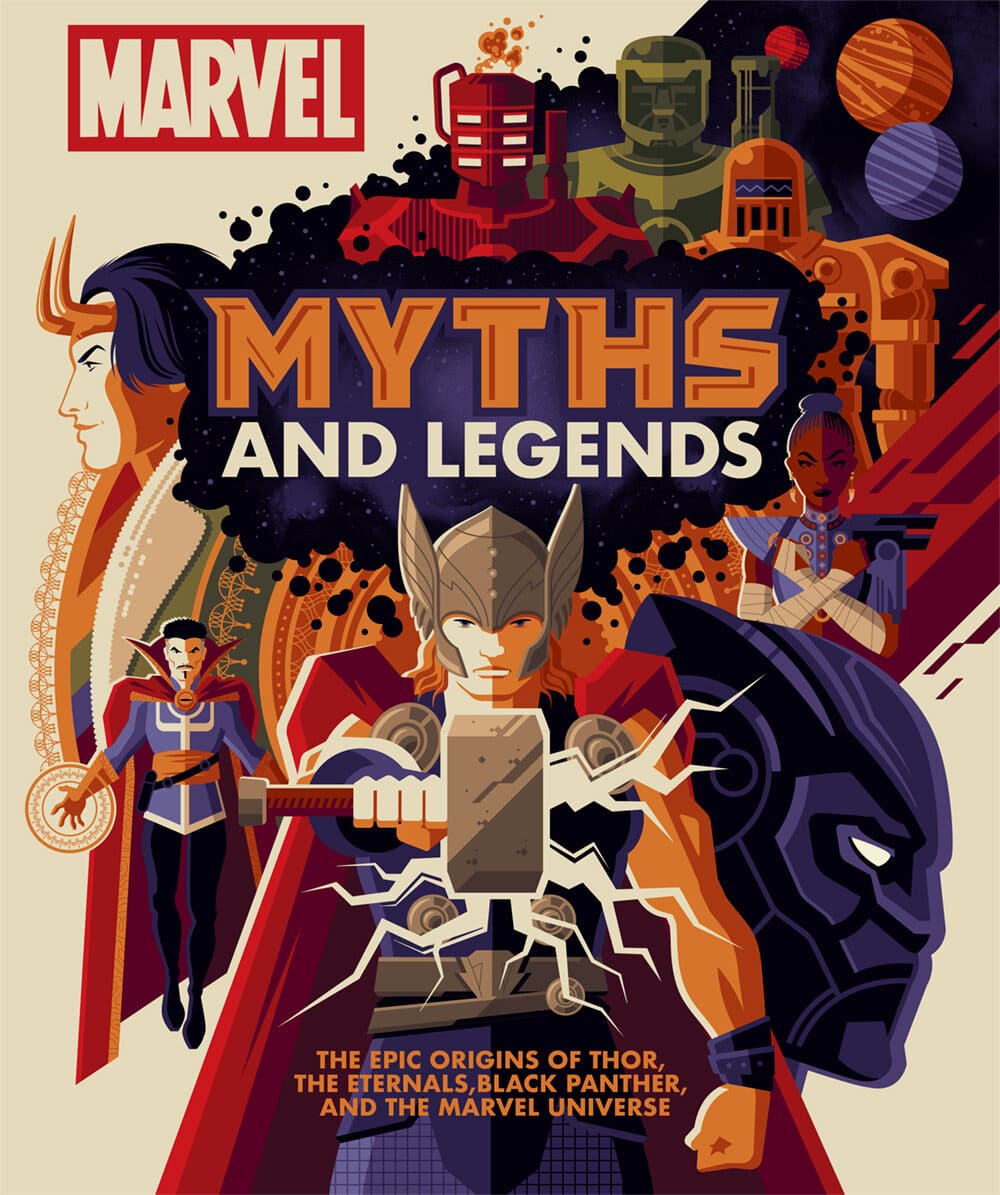 MARVEL
MYTHS
AND LEGENDS
THE EPIC ORIGINS OF THOR,
THE ETERNALS,BLACK PANTHER,
AND THE MARVEL UNIVERSE